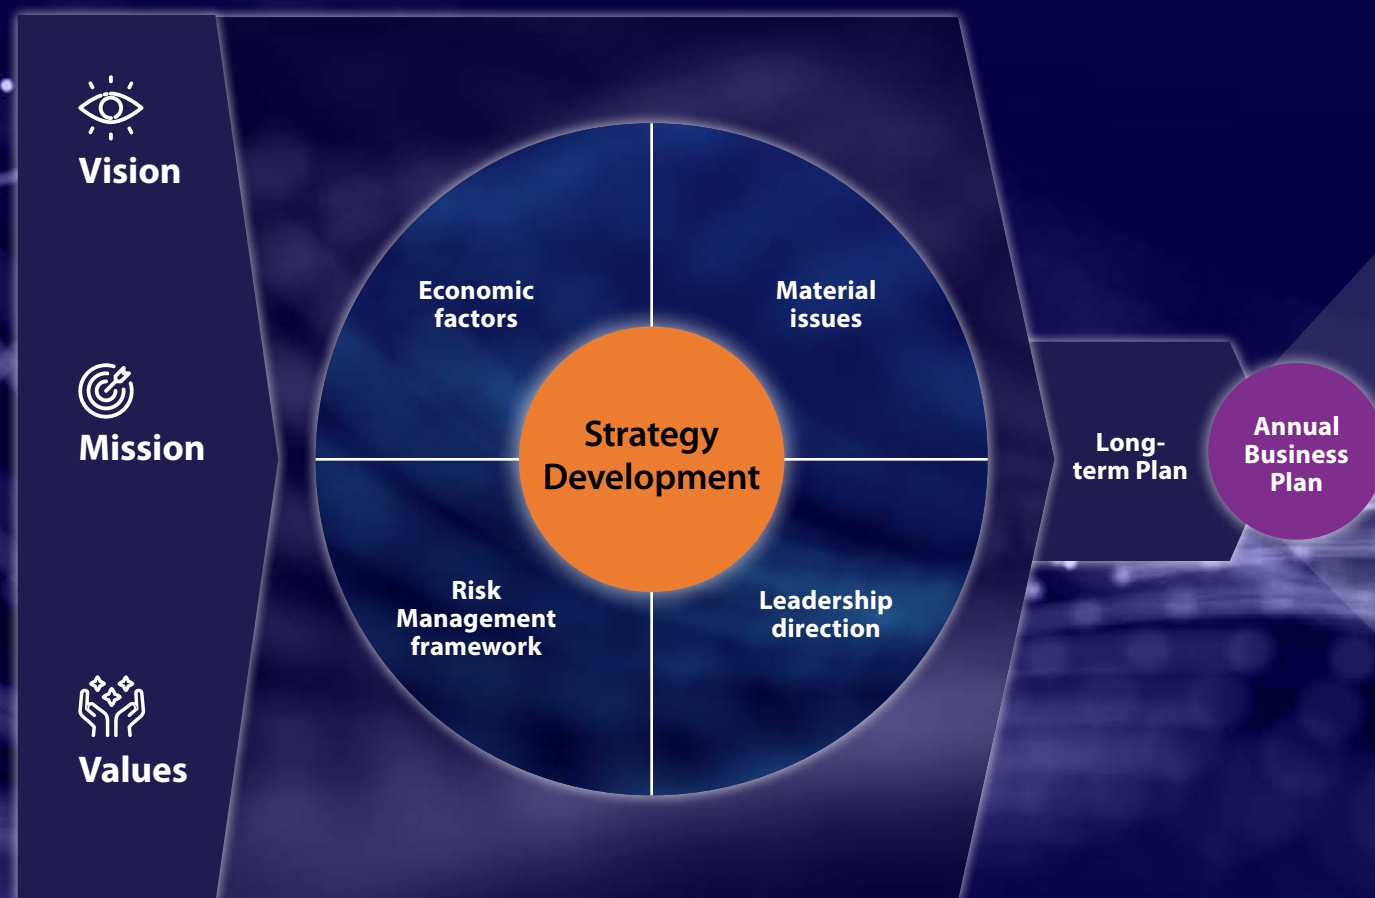 Vision
Mission
Values
Economic
factors
Material
issues
Strategy
Development
Risk
Management
framework
Leadership
direction
Long-
term Plan
Annual
Business
Plan